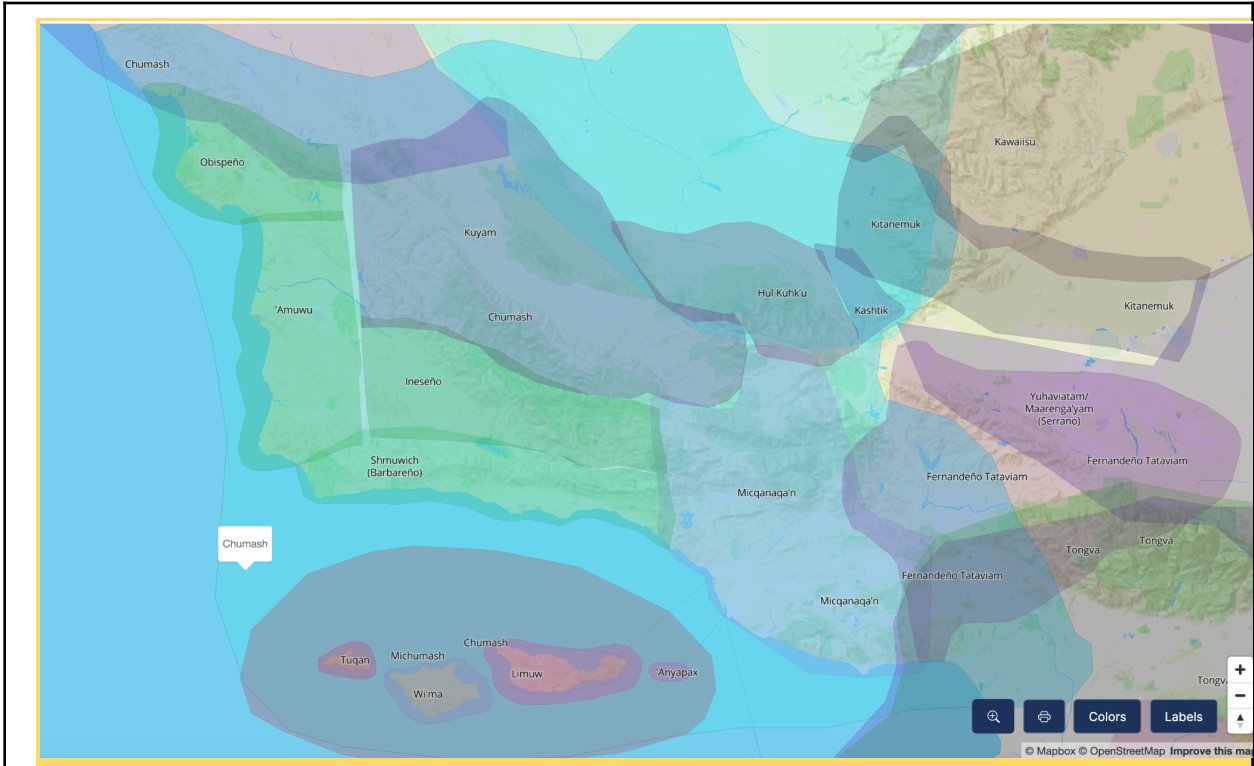 Chumash
Kawaiisu
Obispeño
Kitanemuk
Kuyam
Hul Kuhk'u
'Amuwu
Kashtik
Kitanemuk
Chumash
Ineseño
Yuhaviatam/
Maarenga'yam
(Serrano)
Shmuwich
(Barbareño)
Fernandeño Tataviam
Fernandeño Tataviam
Micqanaqa'n
Chumash
Tongva
Tongva
Fernandeño Tataviam
Micqanaqa'n
Chumash
Michumash
Tuqan
Limuw
'Anyapax
Wi'ma
Tongva
Colors
Labels
© Mapbox © OpenStreetMap Improve this map